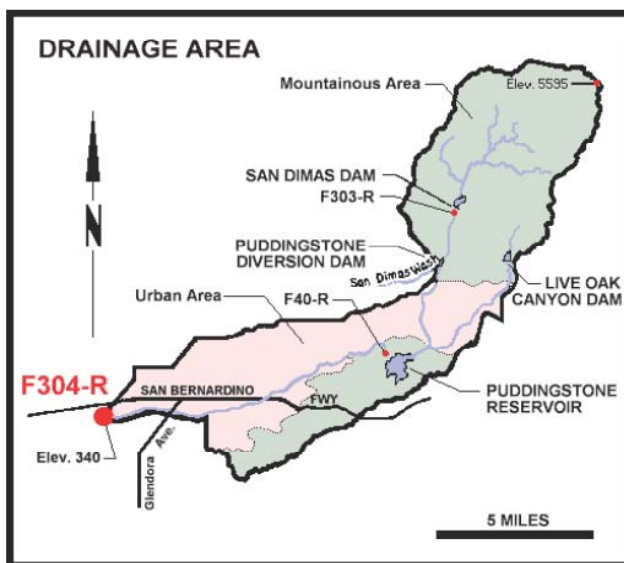 DRAINAGE AREA
Mountainous Area
Elev. 5595
N
SAN DIMAS DAM
F303-R
PUDDINGSTONE
DIVERSION DAM
San Dimas Wash
LIVE OAK
CANYON DAM
Urban Area
F40-R
F304-R
SAN BERNARDINO
FWY
PUDDINGSTONE
RESERVOIR
Elev. 340
Glendora
Ave.
5 MILES